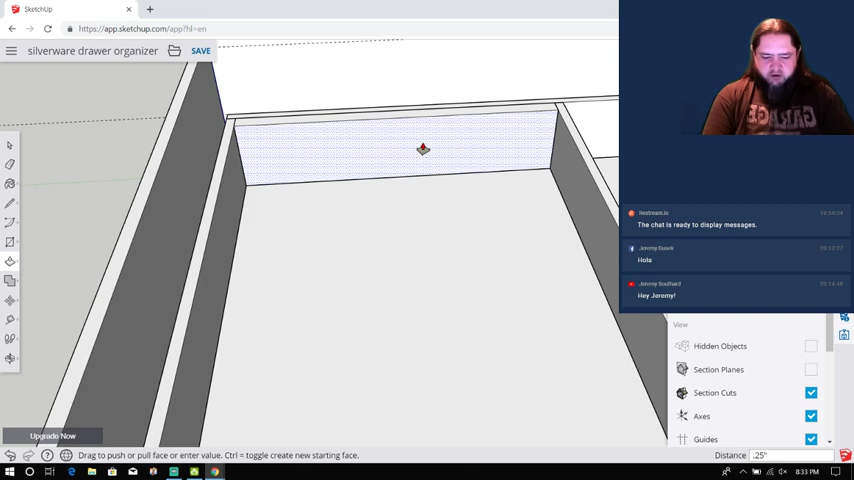 SketchUp
https://app.sketchup.com/app?hl=en
silverware drawer organizer
SAVE
GARAGE
Restream.io
The chat is ready to display messages.
Jeremy Dusek
Hola
Jeremy Southard
Hey Jeremy!
View
Hidden Objects
Section Planes
Section Cuts
Axes
Guides
Upgrade Now
Drag to push or pull face or enter value. Ctrl = toggle create new starting face.
Distance
.25"
8:33 PM